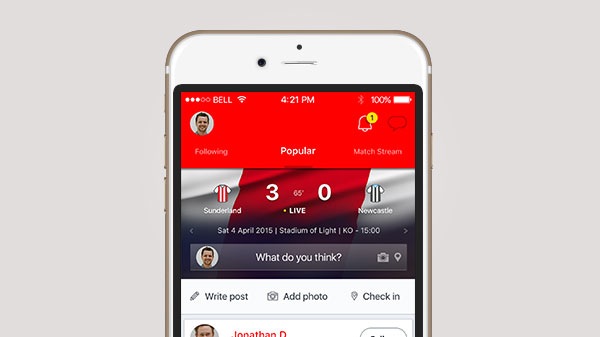 BELL 4:21 PM 100%
1
Following Popular Match Stream
3 65' 0
Sunderland • LIVE Newcastle
Sat 4 April 2015 | Stadium of Light | KO - 15:00
What do you think?
Write post Add photo Check in
Jonathan D